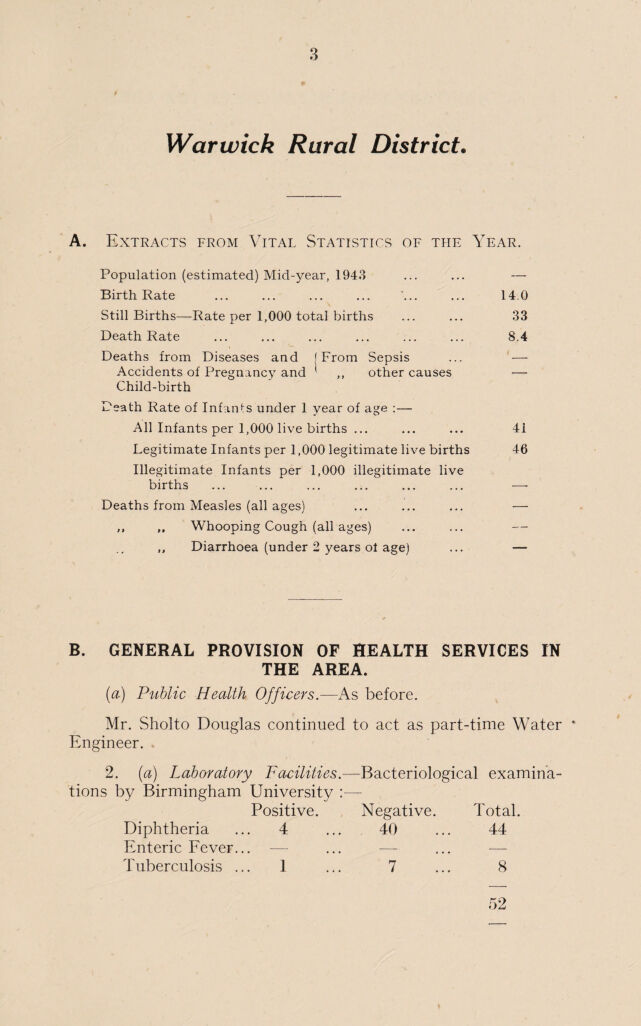 3
Warwick Rural District.
A. Extracts from Vital Statistics of the Year.
Population (estimated) Mid-year, 1943 ... ... —
Birth Rate ... ... ... ... ... ... 14.0
Still Births—Rate per 1,000 total births ... ... 33
Death Rate ... ... ... ... ... ... 8.4
Deaths from Diseases and { From Sepsis ... —
Accidents of Pregnancy and ,, other causes —
Child-birth
Death Rate of Infants under 1 year of age :—
All Infants per 1,000 live births ... ... ... 41
Legitimate Infants per 1,000 legitimate live births 46
Illegitimate Infants per 1,000 illegitimate live
births ... ... ... ... ... ... —
Deaths from Measles (all ages) ... ... ... —
,, ,, Whooping Cough (all ages) ... ... —
,, ,, Diarrhoea (under 2 years of age) ... —
B. GENERAL PROVISION OF HEALTH SERVICES IN
THE AREA.
(a) Public Health Officers.—As before.
Mr. Sholto Douglas continued to act as part-time Water
Engineer.
2. (a) Laboratory Facilities.—Bacteriological examina-
tions by Birmingham University :—
Positive. Negative. Total.
Diphtheria ... 4 ... 40 ... 44
Enteric Fever... — ... — ... —
Tuberculosis ... 1 ... 7 ... 8
52